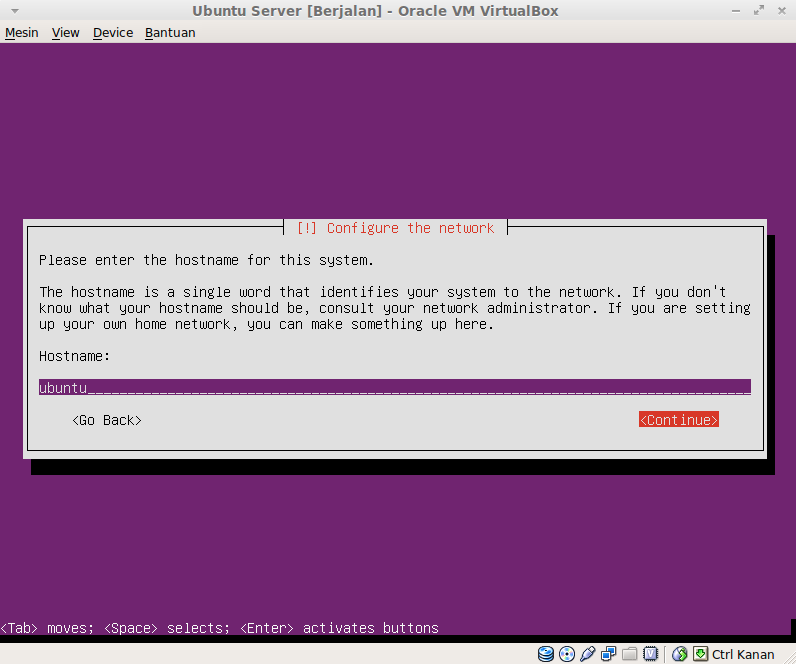 Ubuntu Server [Berjalan] - Oracle VM VirtualBox
Mesin View Device Bantuan
[!] Configure the network
Please enter the hostname for this system.
The hostname is a single word that identifies your system to the network. If you don't
know what your hostname should be, consult your network administrator. If you are setting
up your own home network, you can make something up here.
Hostname:
ubuntu
<Go Back> <Continue>
<Tab> moves; <Space> selects; <Enter> activates buttons
Ctrl Kanan